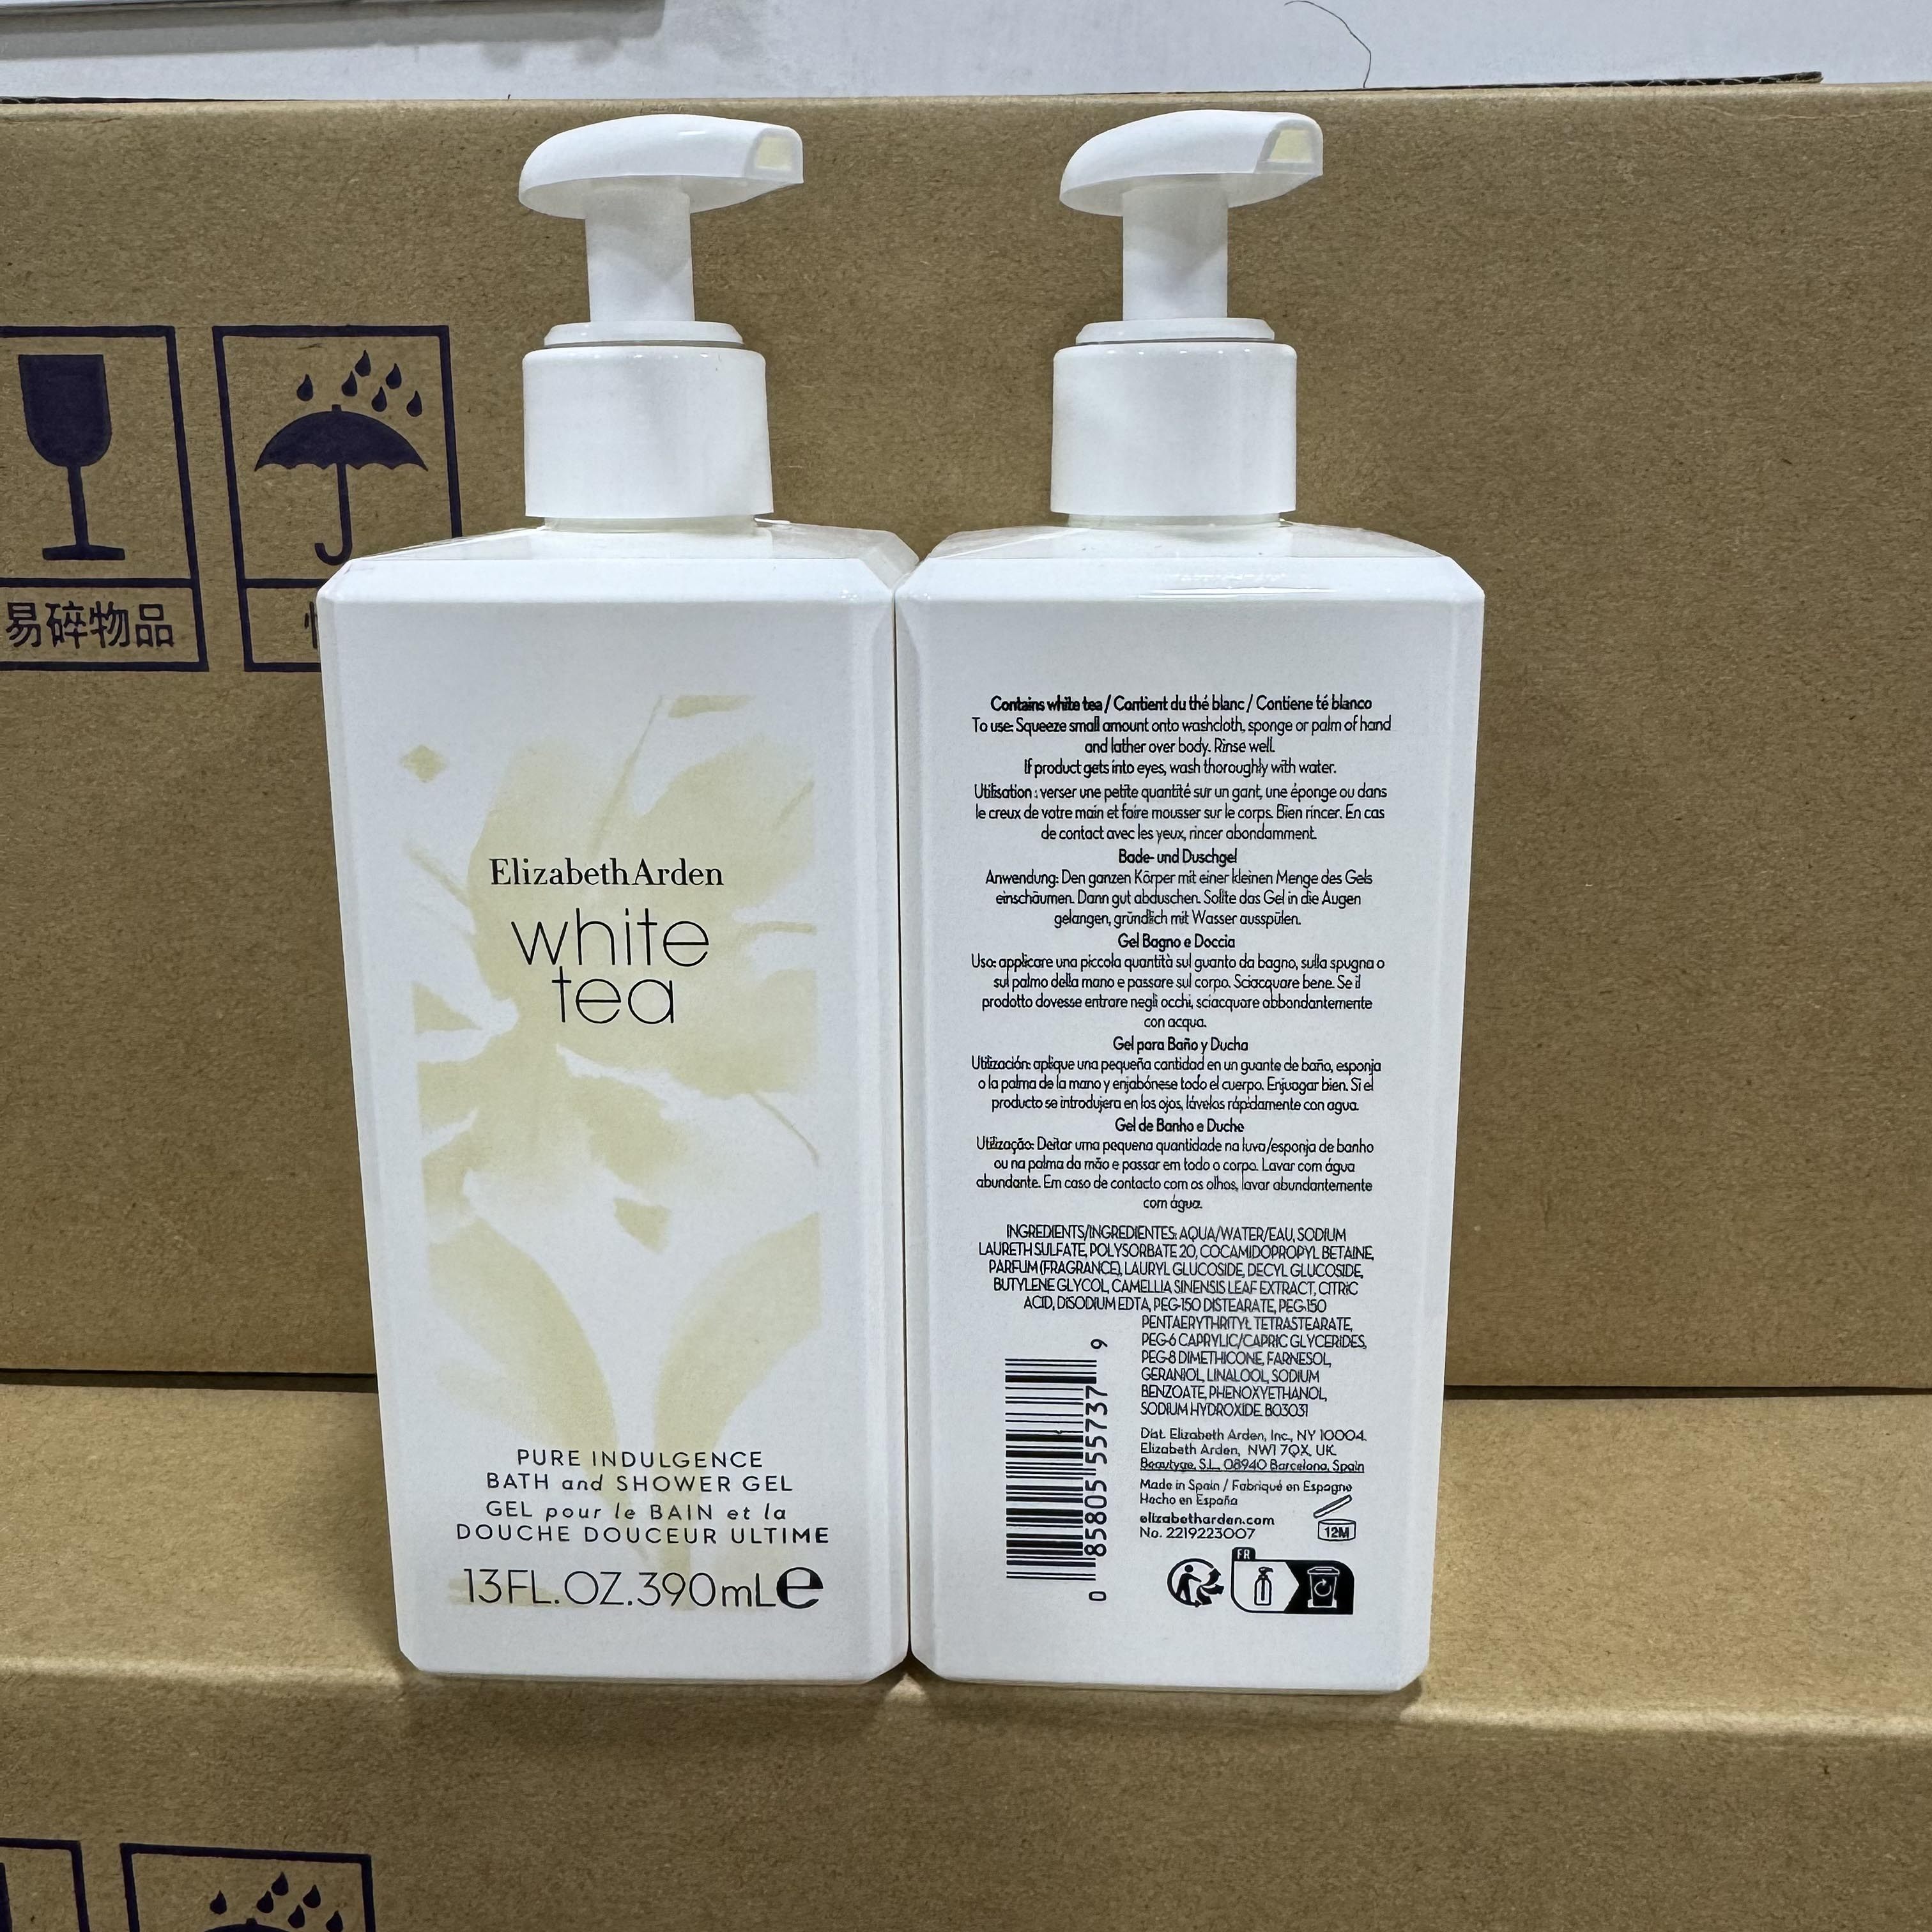 易碎物品
ElizabethArden
white
tea
PURE INDULGENCE
BATH and SHOWER GEL
GEL pour le BAIN et la
DOUCHE DOUCEUR ULTIME
13FL.OZ.390mLe
Contains white tea / Contient du thé blanc / Contiene té blanco
To use: Squeeze small amount onto washcloth, sponge or palm of hand
and lather over body. Rinse well.
If product gets into eyes, wash thoroughly with water.
Utilisation : verser une petite quantité sur un gant, une éponge ou dans
le creux de votre main et faire mousser sur le corps. Bien rincer. En cas
de contact avec les yeux, rincer abondamment.
Bade- und Duschgel
Anwendung: Den ganzen Körper mit einer kleinen Menge des Gels
einschäumen. Dann gut abduschen. Sollte das Gel in die Augen
gelangen, gründlich mit Wasser ausspülen.
Gel Bagno e Doccia
Uso: applicare una piccola quantità sul guanto da bagno, sulla spugna o
sul palmo della mano e passare sul corpo. Sciacquare bene. Se il
prodotto dovesse entrare negli occhi, sciacquare abbondantemente
con acqua.
Gel para Baño y Ducha
Utilización: aplique una pequeña cantidad en un guante de baño, esponja
o la palma de la mano y enjabónese todo el cuerpo. Enjuagar bien. Si el
producto se introdujera en los ojos, lávelos rápidamente con agua.
Gel de Banho e Duche
Utilização: Deitar uma pequena quantidade na luva/esponja de banho
ou na palma da mão e passar em todo o corpo. Lavar com água
abundante. Em caso de contacto com os olhos, lavar abundantemente
com água.
INGREDIENTS/INGREDIENTES: AQUA/WATER/EAU, SODIUM
LAURETH SULFATE, POLYSORBATE 20, COCAMIDOPROPYL BETAINE,
PARFUM (FRAGRANCE), LAURYL GLUCOSIDE, DECYL GLUCOSIDE,
BUTYLENE GLYCOL, CAMELLIA SINENSIS LEAF EXTRACT, CITRIC
ACID, DISODIUM EDTA, PEG-150 DISTEARATE, PEG-150
PENTAERYTHRITYL TETRASTEARATE,
PEG-6 CAPRYLIC/CAPRIC GLYCERIDES,
PEG-8 DIMETHICONE, FARNESOL,
GERANIOL, LINALOOL, SODIUM
BENZOATE, PHENOXYETHANOL,
SODIUM HYDROXIDE. B03031
0 85805 55737 9
Dist. Elizabeth Arden, Inc., NY 10004.
Elizabeth Arden, NW1 7QX, UK.
Beautyge, S.L., 08940 Barcelona, Spain
Made in Spain / Fabriqué en Espagne
Hecho en España
elizabetharden.com
No. 2219223007
12M
FR